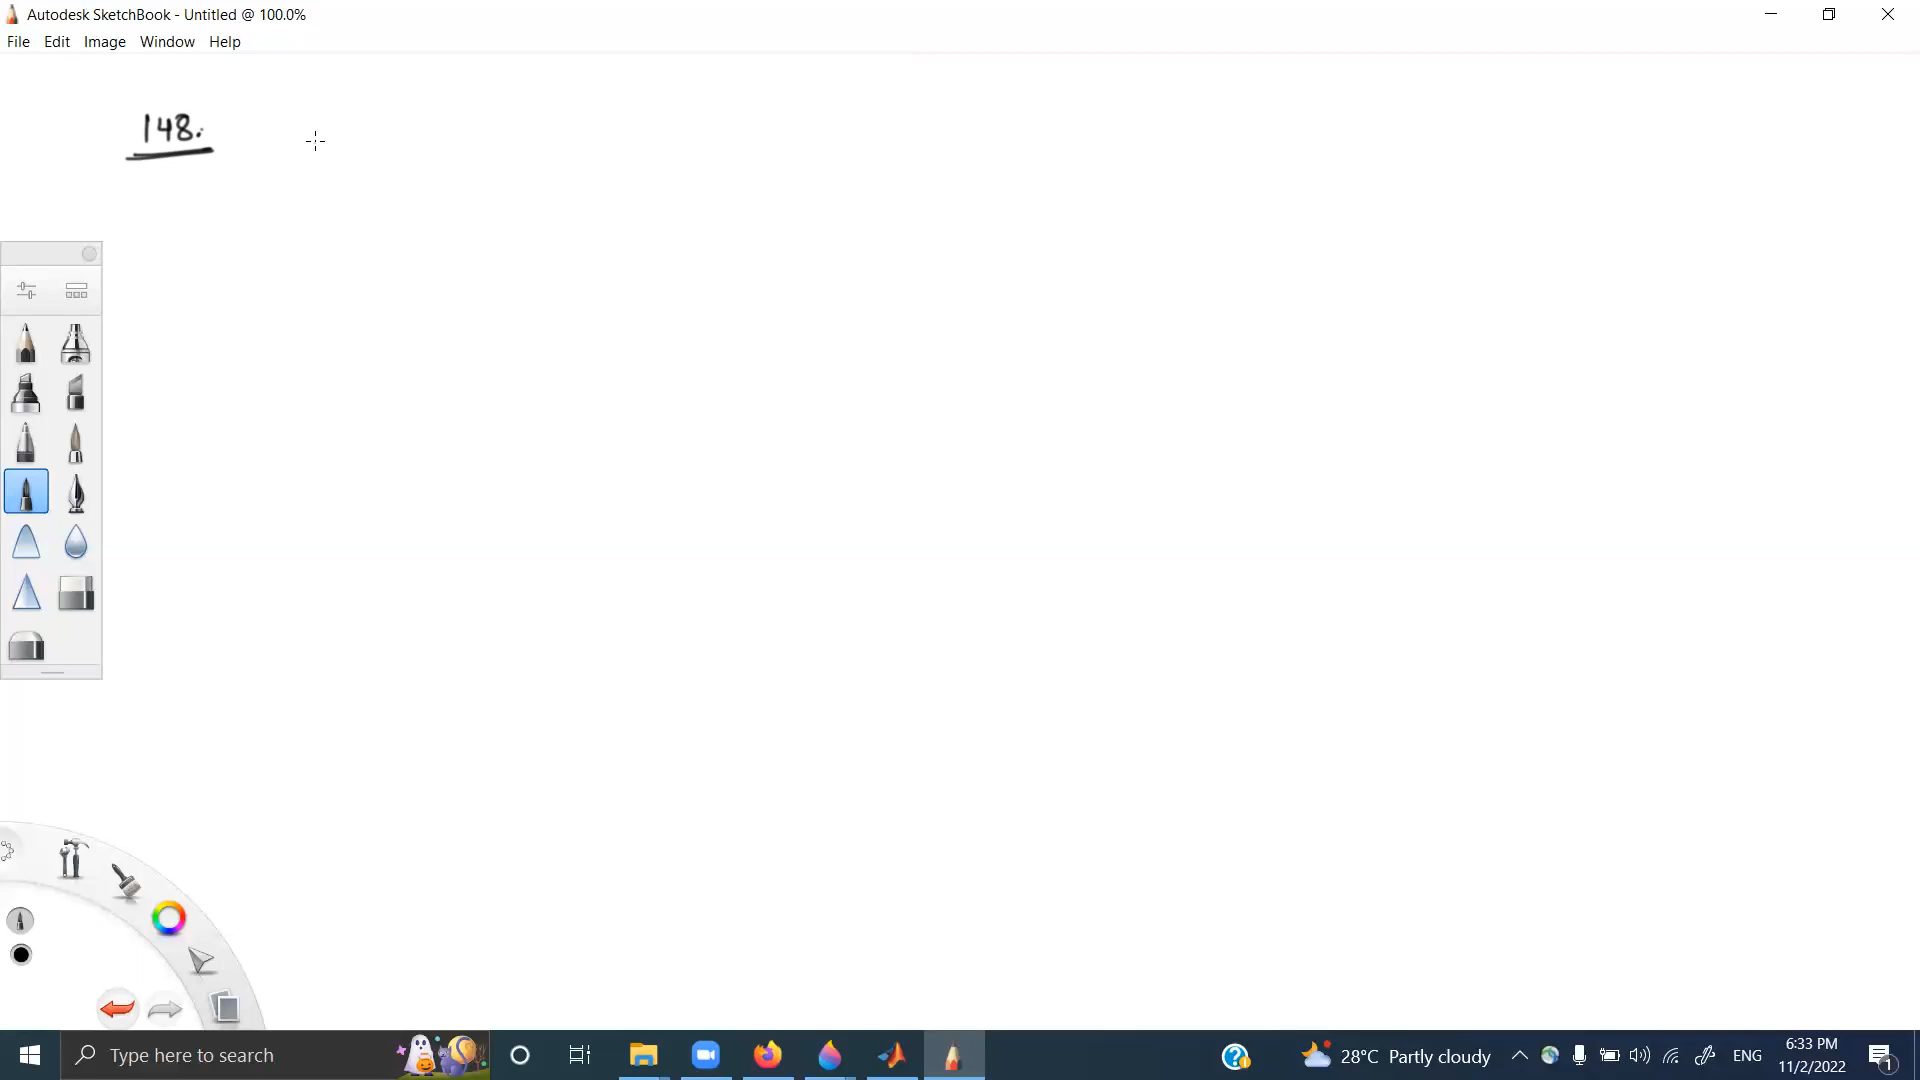 Autodesk SketchBook - Untitled @ 100.0%
File Edit Image Window Help
148.
Type here to search
28°C Partly cloudy
ENG
6:33 PM
11/2/2022
1